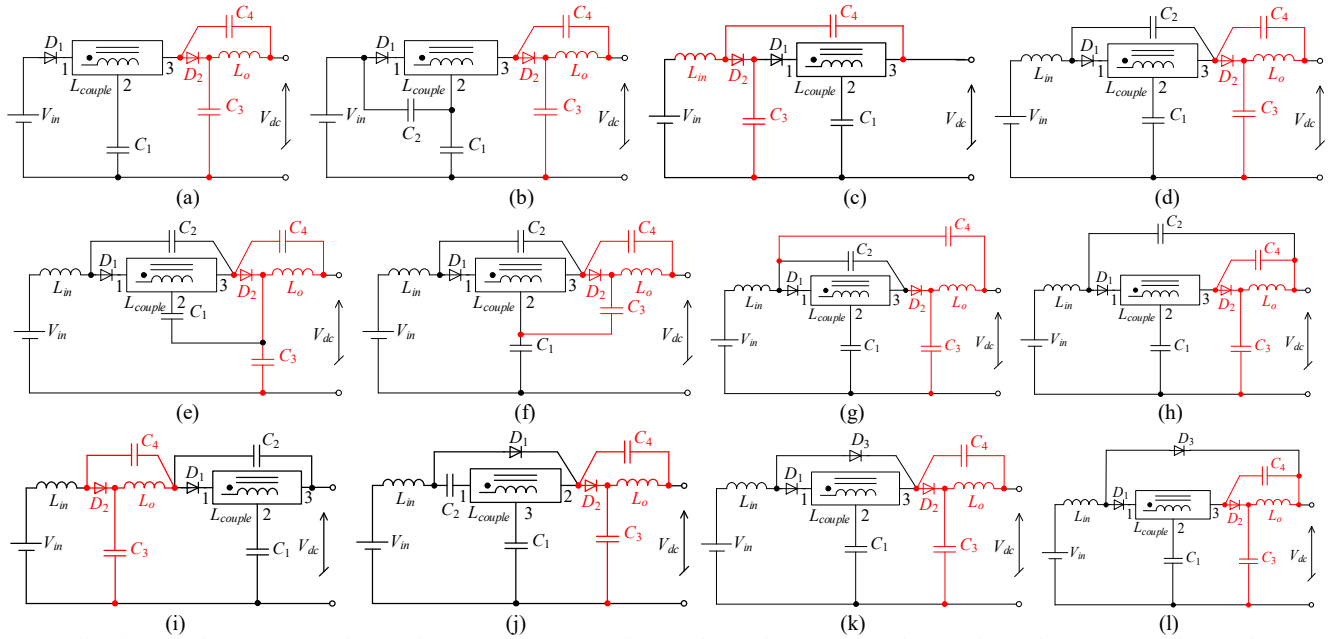 C4
D1
1
3
D2
Lo
Lcouple
2
C3
Vin
Vdc
C1
(a)
C4
D1
1
3
D2
Lo
Lcouple
2
C3
C2
Vin
Vdc
C1
(b)
C4
Lin
D2
D1
1
3
Lcouple
2
C3
Vin
Vdc
C1
(c)
C2
C4
D1
Lin
1
3
D2
Lo
Lcouple
2
C3
Vin
Vdc
C1
(d)
C2
C4
D1
Lin
1
3
D2
Lo
Lcouple
2
C1
Vin
Vdc
C3
(e)
C2
C4
D1
Lin
1
3
D2
Lo
Lcouple
2
C3
Vin
Vdc
C1
(f)
C4
C2
D1
Lin
1
3
D2
Lo
Lcouple
2
Vin
C1
C3
Vdc
(g)
C2
C4
D1
Lin
1
3
D2
Lo
Lcouple
2
Vin
C1
C3
Vdc
(h)
C4
C2
Lin
D2
Lo
D1
1
3
Lcouple
2
Vin
C3
C1
Vdc
(i)
D1
C4
Lin
C2
1
2
D2
Lo
Lcouple
3
Vin
C1
C3
Vdc
(j)
D3
C4
D1
Lin
1
3
D2
Lo
Lcouple
2
Vin
C1
C3
Vdc
(k)
D3
C4
D1
Lin
1
3
D2
Lo
Lcouple
2
Vin
C1
C3
Vdc
(l)